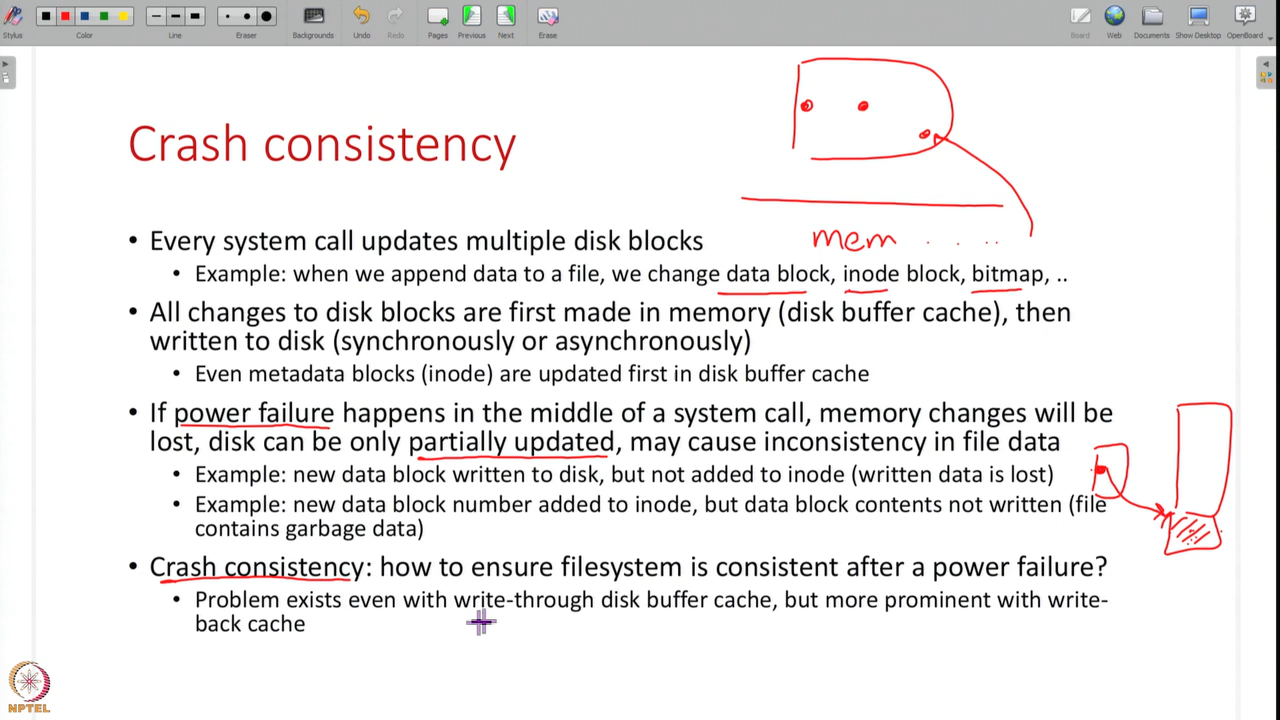 Stylus
Color
Line
Eraser
Backgrounds
Undo
Redo
Pages
Previous
Next
Erase
Board
Web
Documents
Show Desktop
OpenBoard
Crash consistency
mem
• Every system call updates multiple disk blocks
• Example: when we append data to a file, we change data block, inode block, bitmap, ..
• All changes to disk blocks are first made in memory (disk buffer cache), then
written to disk (synchronously or asynchronously)
• Even metadata blocks (inode) are updated first in disk buffer cache
• If power failure happens in the middle of a system call, memory changes will be
lost, disk can be only partially updated, may cause inconsistency in file data
• Example: new data block written to disk, but not added to inode (written data is lost)
• Example: new data block number added to inode, but data block contents not written (file
contains garbage data)
• Crash consistency: how to ensure filesystem is consistent after a power failure?
• Problem exists even with write-through disk buffer cache, but more prominent with write-
back cache
NPTEL